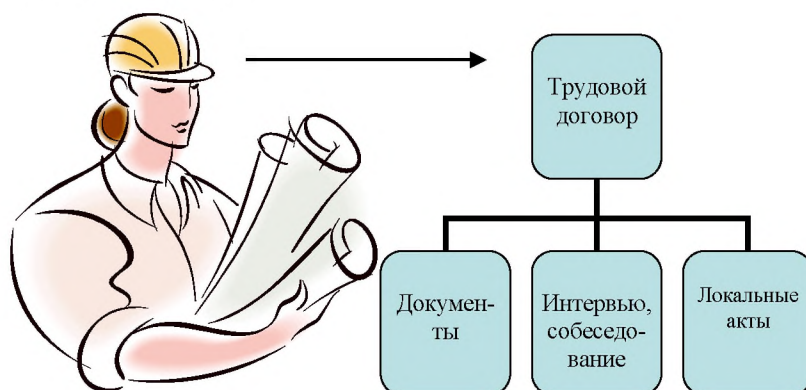 Трудовой
договор
Докумен-
ты
Интервью,
собеседо-
вание
Локальные
акты